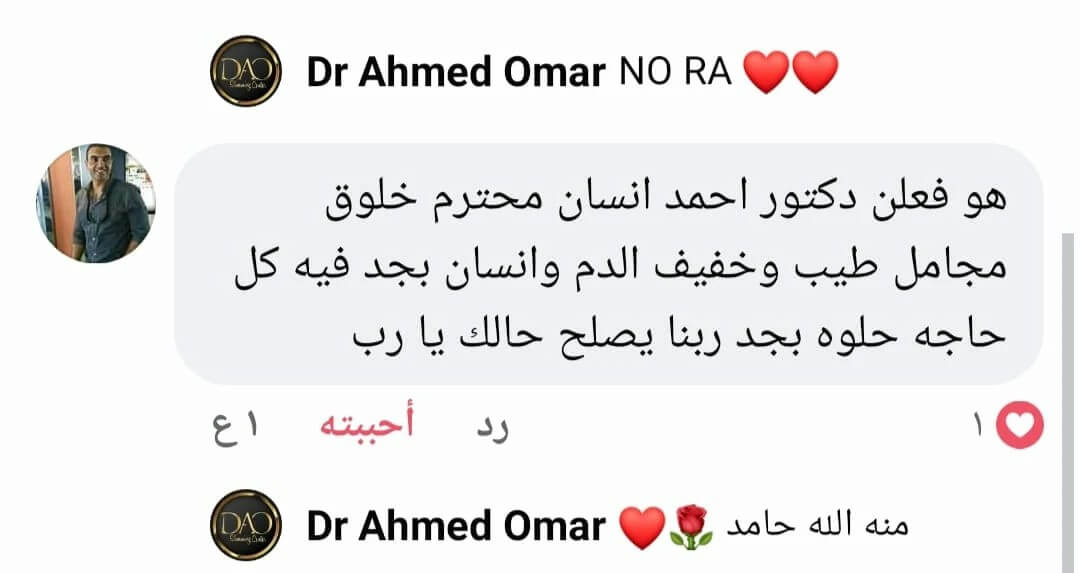 DAO
Dr Ahmed Omar NO RA ❤️❤️
هو فعلن دكتور احمد انسان محترم خلوق
مجامل طيب وخفيف الدم وانسان بجد فيه كل
حاجه حلوه بجد ربنا يصلح حالك يا رب
١ ع أحببته رد ١
DAO
Dr Ahmed Omar ❤️🌹 منه الله حامد